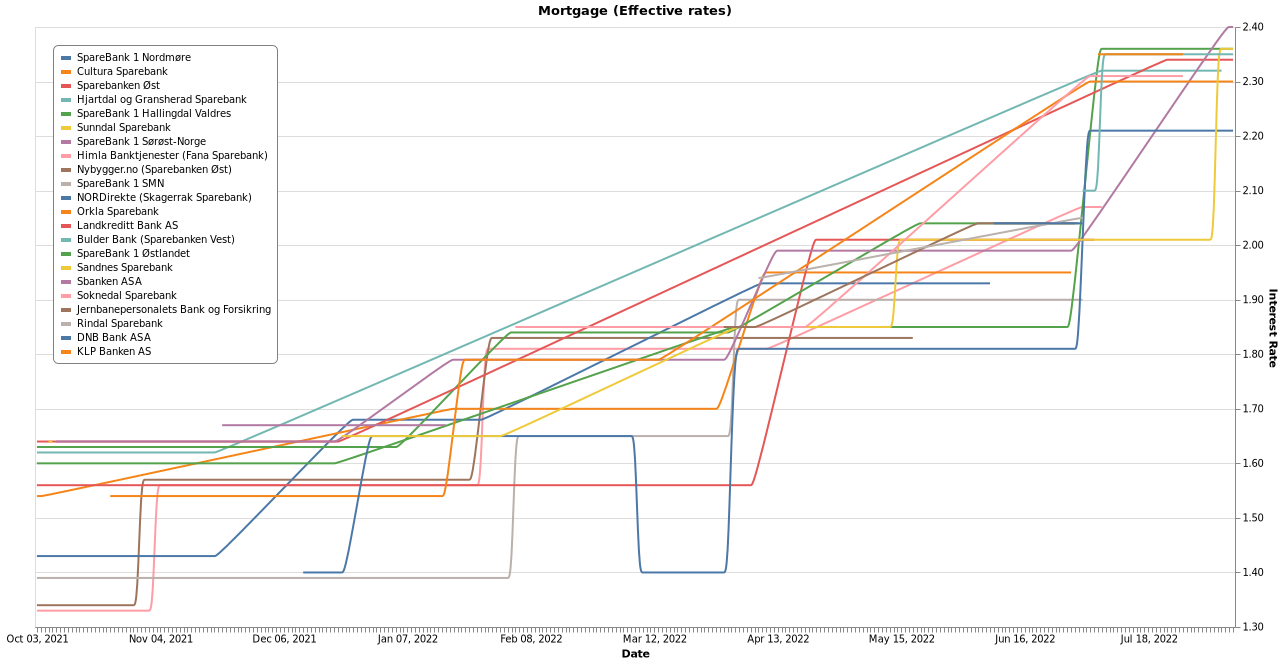 Mortgage (Effective rates)
SpareBank 1 Nordmøre
Cultura Sparebank
Sparebanken Øst
Hjartdal og Gransherad Sparebank
SpareBank 1 Hallingdal Valdres
Sunndal Sparebank
SpareBank 1 Sørøst-Norge
Himla Banktjenester (Fana Sparebank)
Nybygger.no (Sparebanken Øst)
SpareBank 1 SMN
NORDirekte (Skagerrak Sparebank)
Orkla Sparebank
Landkreditt Bank AS
Bulder Bank (Sparebanken Vest)
SpareBank 1 Østlandet
Sandnes Sparebank
Sbanken ASA
Soknedal Sparebank
Jernbanepersonalets Bank og Forsikring
Rindal Sparebank
DNB Bank ASA
KLP Banken AS
2.40
2.30
2.20
2.10
2.00
1.90
1.80
1.70
1.60
1.50
1.40
1.30
Interest Rate
Oct 03, 2021 Nov 04, 2021 Dec 06, 2021 Jan 07, 2022 Feb 08, 2022 Mar 12, 2022 Apr 13, 2022 May 15, 2022 Jun 16, 2022 Jul 18, 2022
Date